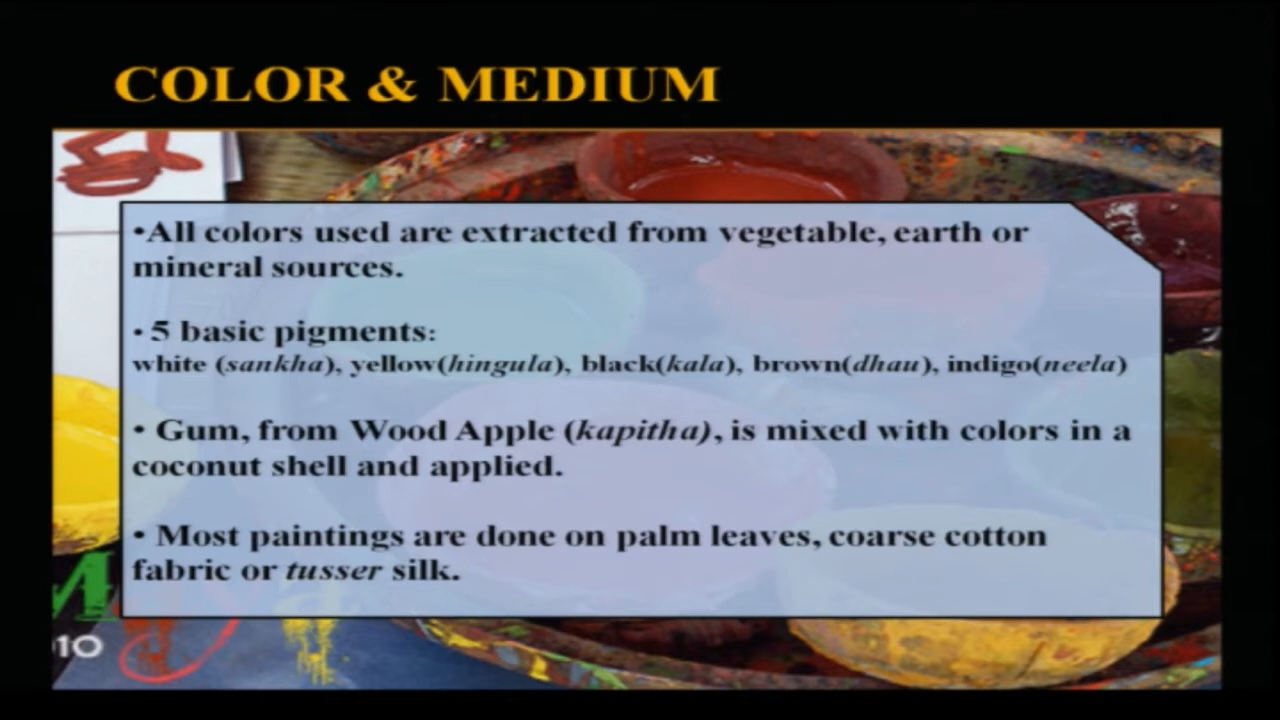 COLOR & MEDIUM
•All colors used are extracted from vegetable, earth or
mineral sources.
• 5 basic pigments:
white (sankha), yellow(hingula), black(kala), brown(dhau), indigo(neela)
• Gum, from Wood Apple (kapitha), is mixed with colors in a
coconut shell and applied.
• Most paintings are done on palm leaves, coarse cotton
fabric or tusser silk.
10